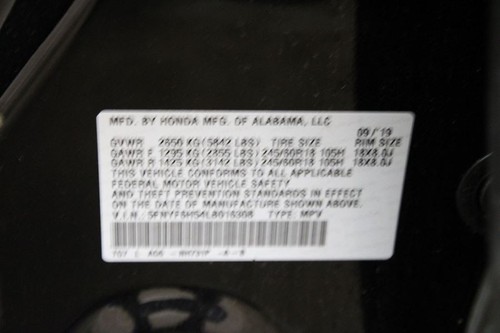 MFD. BY HONDA MFG. OF ALABAMA, LLC
09/19
GVWR 2650 KG(5842 LBS) TIRE SIZE RIM SIZE
GAWR F 1295 KG(2855 LBS)245/60R18 105H 18X8.0J
GAWR R 1425 KG(3142 LBS)245/60R18 105H 18X8.0J
THIS VEHICLE CONFORMS TO ALL APPLICABLE
FEDERAL MOTOR VEHICLE SAFETY
AND THEFT PREVENTION STANDARDS IN EFFECT
ON THE DATE OF MANUFACTURE SHOWN ABOVE.
V.I.N.: TYPE: MPV